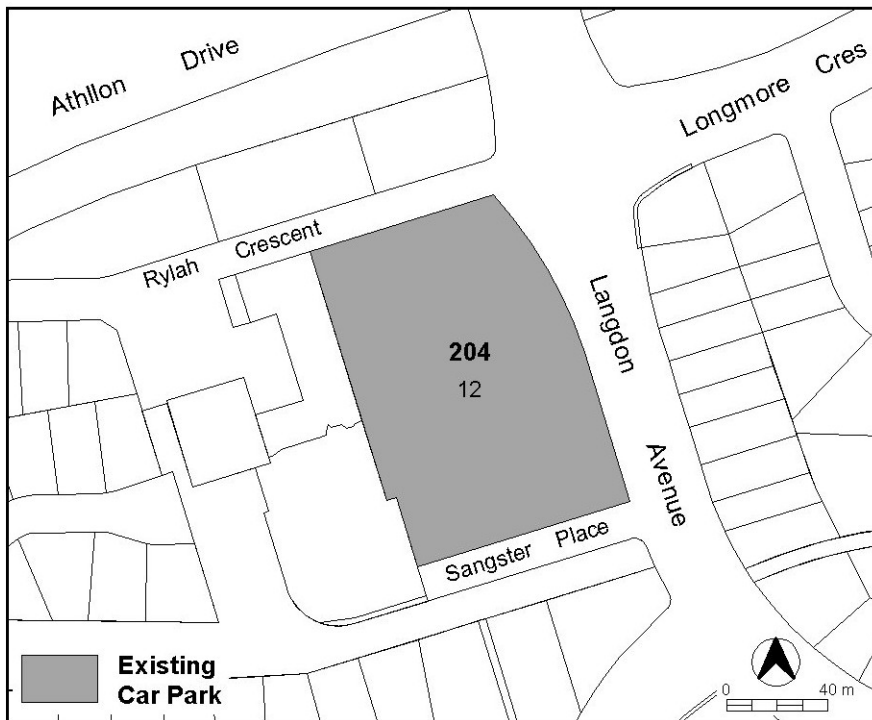 Athllon Drive
Longmore Cres
Rylah Crescent
Langdon
204
12
Avenue
Sangster Place
Existing
Car Park
0 40 m